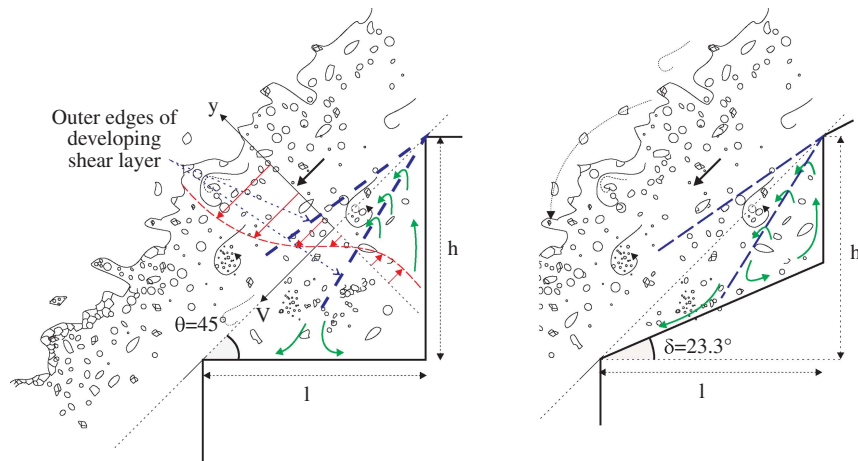 Outer edges of
developing
shear layer
y
V
θ=45°
h
l
h
δ=23.3°
l